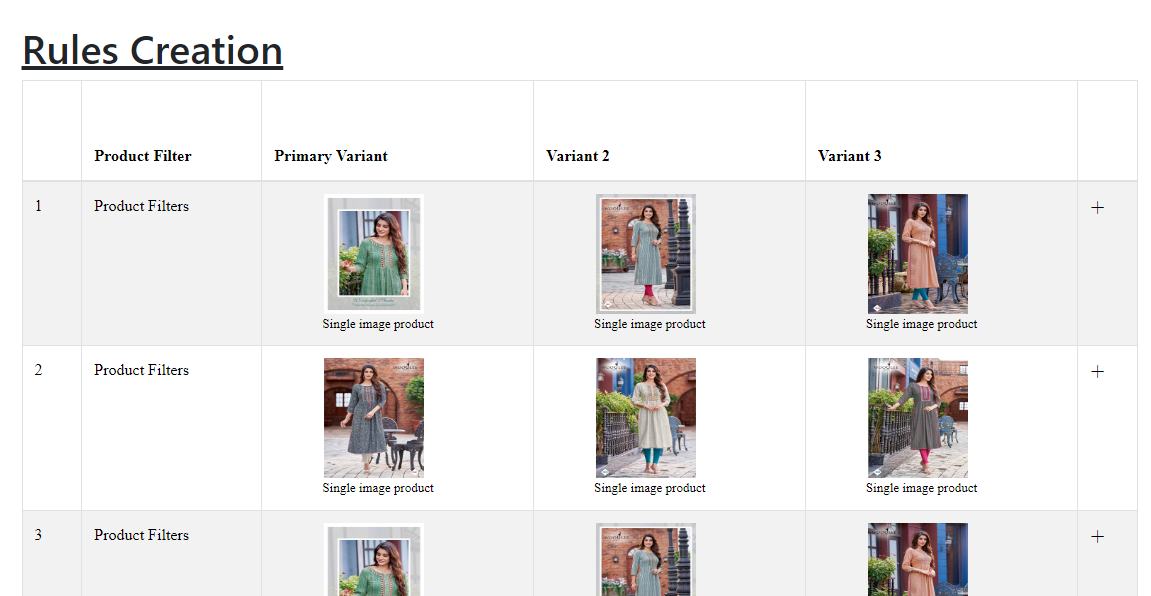 Rules Creation
Product Filter Primary Variant Variant 2 Variant 3
1 Product Filters +
Single image product Single image product Single image product
2 Product Filters +
Single image product Single image product Single image product
3 Product Filters +